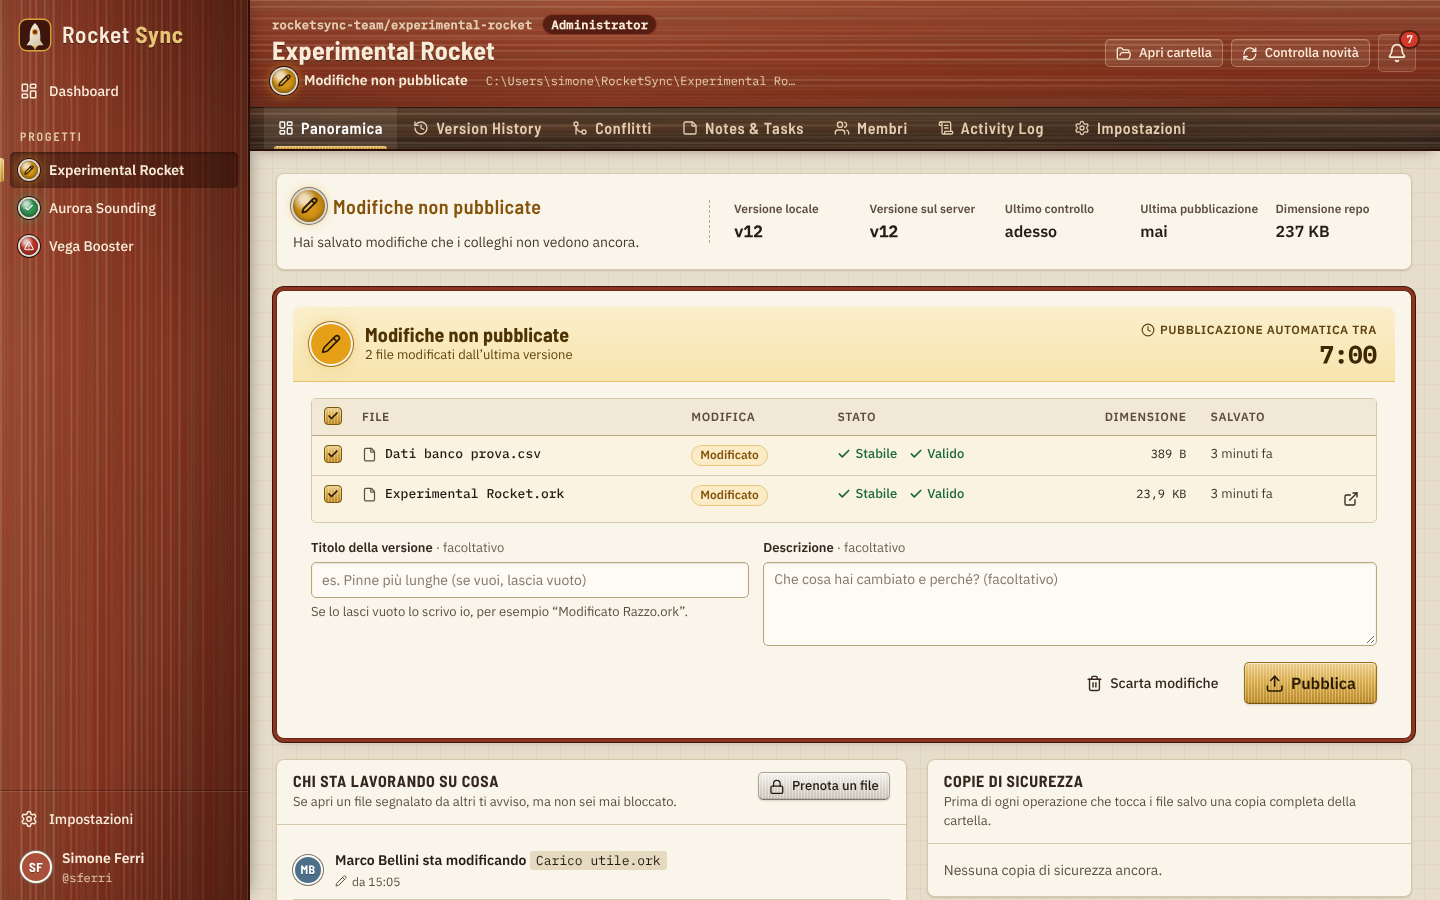 Rocket Sync
Dashboard
PROGETTI
Experimental Rocket
Aurora Sounding
Vega Booster
Impostazioni
SF
Simone Ferri
@sferri
rocketsync-team/experimental-rocket Administrator
Experimental Rocket
Modifiche non pubblicate C:\Users\simone\RocketSync\Experimental Ro…
Apri cartella
Controlla novità
7
Panoramica
Version History
Conflitti
Notes & Tasks
Membri
Activity Log
Impostazioni
Modifiche non pubblicate
Hai salvato modifiche che i colleghi non vedono ancora.
Versione locale
v12
Versione sul server
v12
Ultimo controllo
adesso
Ultima pubblicazione
mai
Dimensione repo
237 KB
Modifiche non pubblicate
2 file modificati dall’ultima versione
PUBBLICAZIONE AUTOMATICA TRA
7:00
FILE MODIFICA STATO DIMENSIONE SALVATO
Dati banco prova.csv Modificato Stabile Valido 389 B 3 minuti fa
Experimental Rocket.ork Modificato Stabile Valido 23,9 KB 3 minuti fa
Titolo della versione · facoltativo
es. Pinne più lunghe (se vuoi, lascia vuoto)
Se lo lasci vuoto lo scrivo io, per esempio “Modificato Razzo.ork”.
Descrizione · facoltativo
Che cosa hai cambiato e perché? (facoltativo)
Scarta modifiche
Pubblica
CHI STA LAVORANDO SU COSA
Se apri un file segnalato da altri ti avviso, ma non sei mai bloccato.
Prenota un file
MB
Marco Bellini sta modificando Carico utile.ork
da 15:05
COPIE DI SICUREZZA
Prima di ogni operazione che tocca i file salvo una copia completa della
cartella.
Nessuna copia di sicurezza ancora.